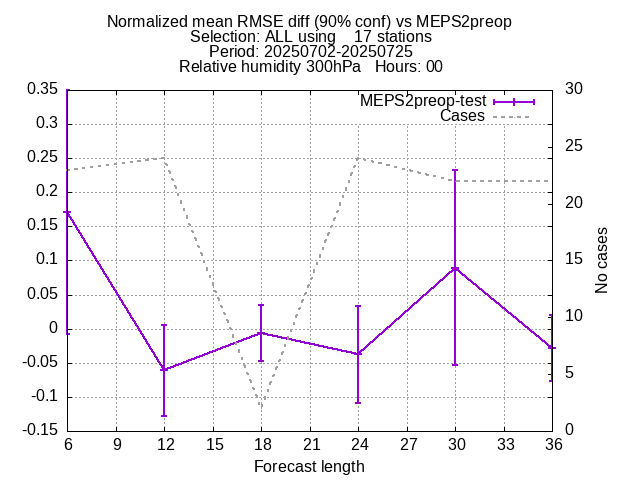 Normalized mean RMSE diff (90% conf) vs MEPS2preop
Selection: ALL using    17 stations
Period: 20250702-20250725
Relative humidity 300hPa   Hours: 00
MEPS2preop-test
Cases
0.35
0.3
0.25
0.2
0.15
0.1
0.05
0
-0.05
-0.1
-0.15
30
25
20
15
10
5
0
No cases
6 9 12 15 18 21 24 27 30 33 36
Forecast length